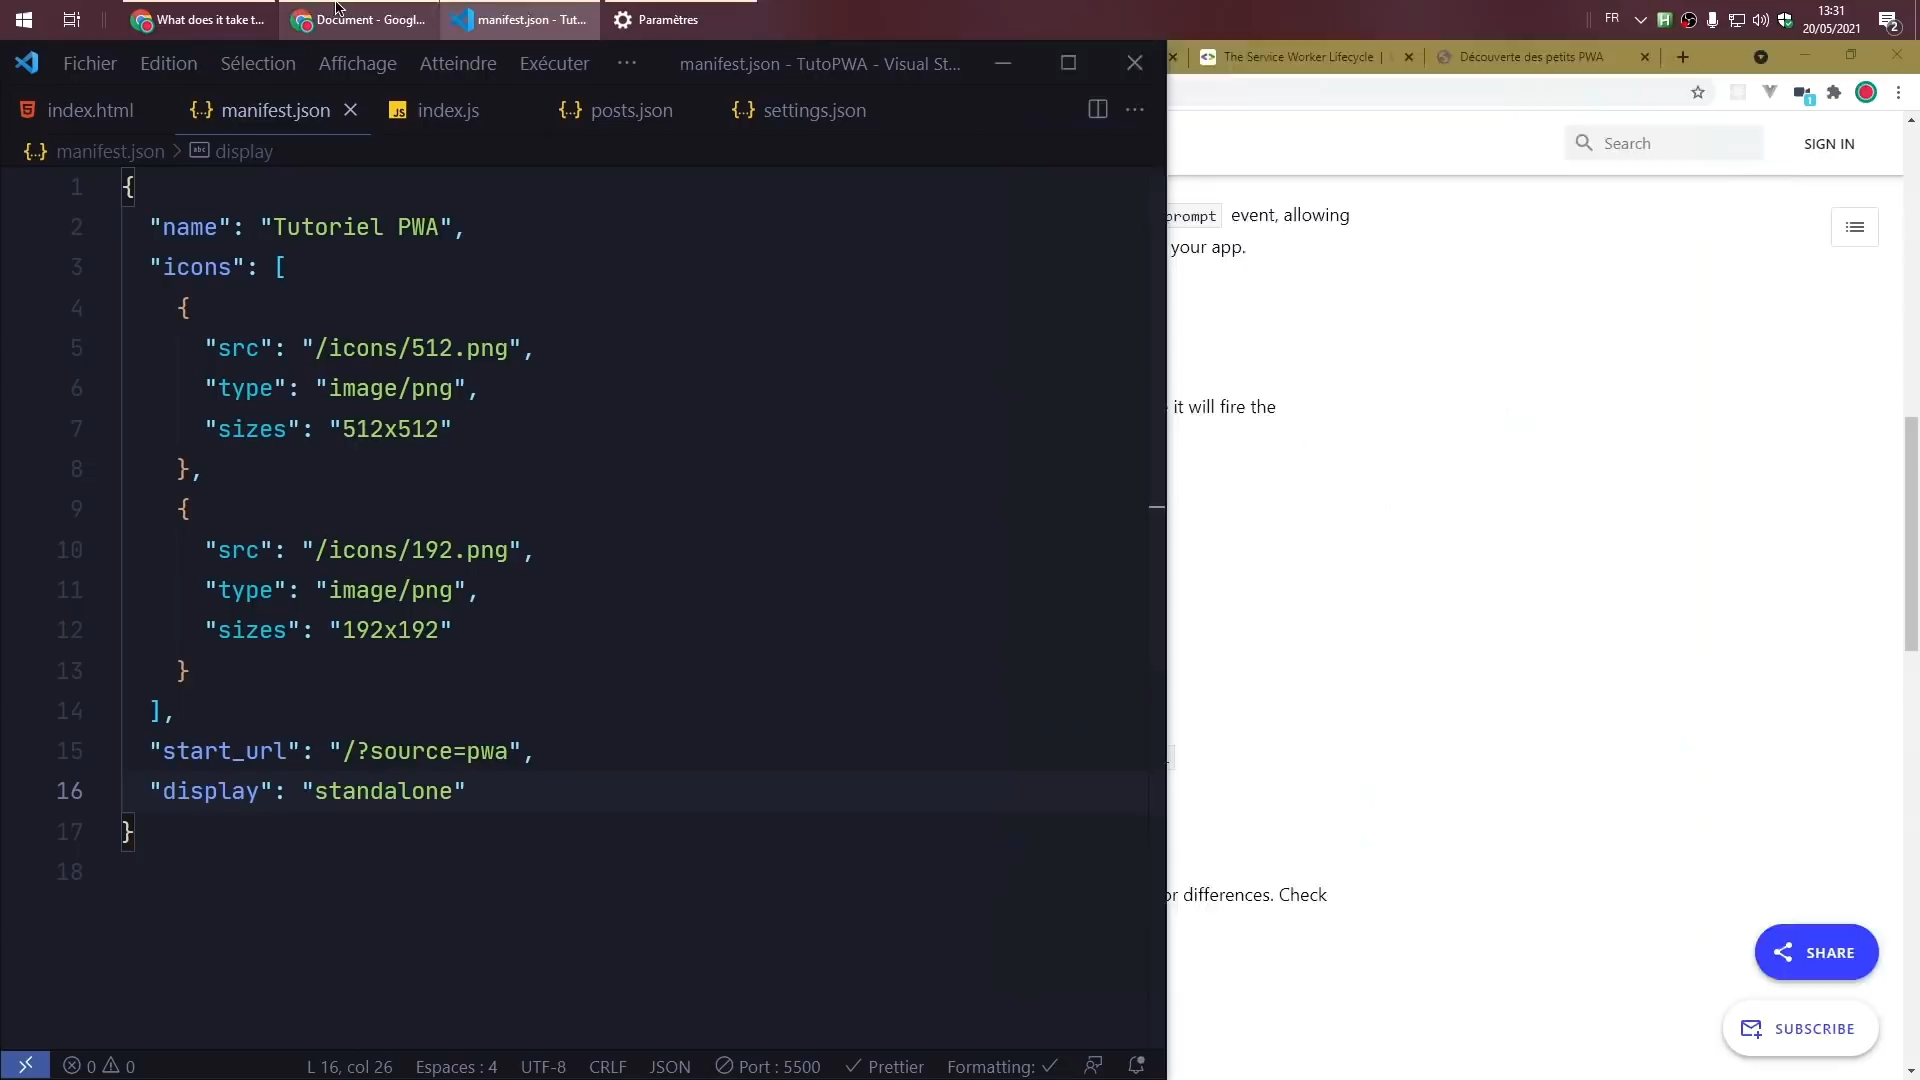 What does it take t...
Document - Googl...
manifest.json - Tut...
Paramètres
FR
13:31
20/05/2021
2
Fichier
Edition
Sélection
Affichage
Atteindre
Exécuter
···
manifest.json - TutoPWA - Visual St...
The Service Worker Lifecycle |
Découverte des petits PWA
index.html
{..} manifest.json
JS index.js
{..} posts.json
{..} settings.json
1
{..} manifest.json > abc display
Search
SIGN IN
1 {
2 "name": "Tutoriel PWA",
3 "icons": [
4 {
5 "src": "/icons/512.png",
6 "type": "image/png",
7 "sizes": "512x512"
8 },
9 {
10 "src": "/icons/192.png",
11 "type": "image/png",
12 "sizes": "192x192"
13 }
14 ],
15 "start_url": "/?source=pwa",
16 "display": "standalone"
17 }
18
prompt event, allowing
your app.
it will fire the
or differences. Check
SHARE
SUBSCRIBE
0 0
L 16, col 26
Espaces : 4
UTF-8
CRLF
JSON
Port : 5500
Prettier
Formatting: